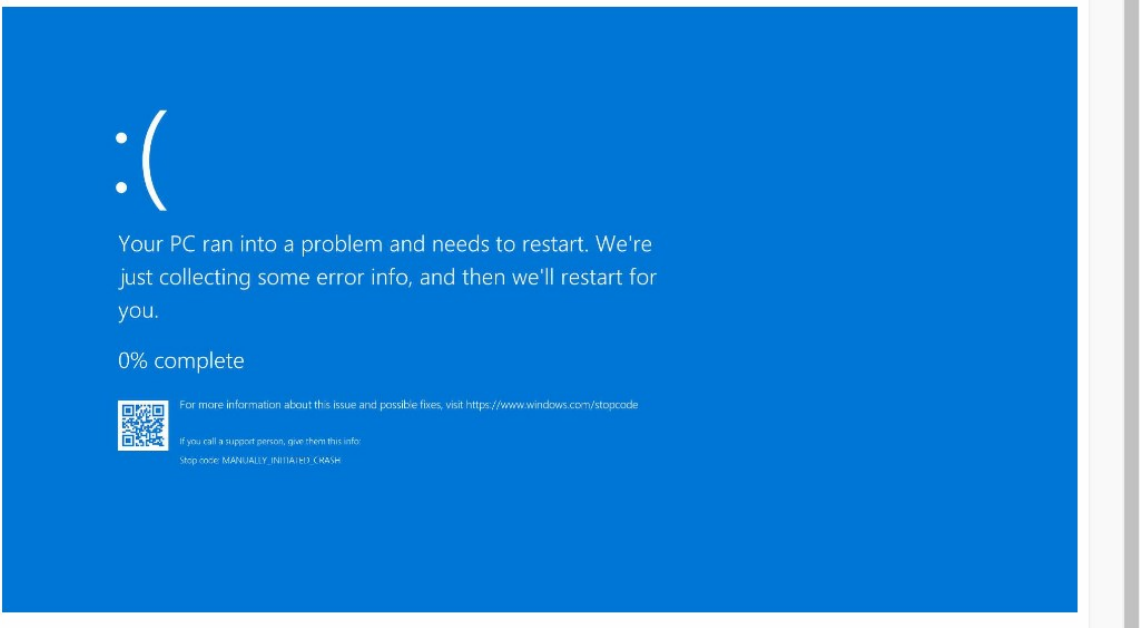 :(
Your PC ran into a problem and needs to restart. We're
just collecting some error info, and then we'll restart for
you.
0% complete
For more information about this issue and possible fixes, visit https://www.windows.com/stopcode
If you call a support person, give them this info:
Stop code: MANUALLY_INITIATED_CRASH